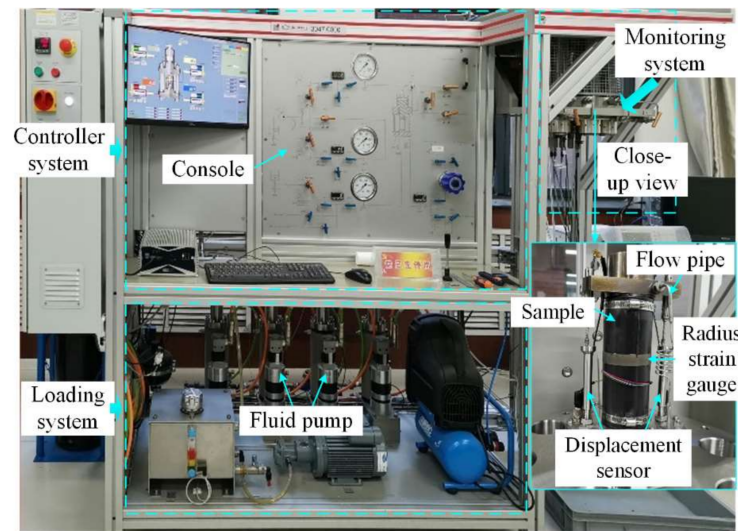 Monitoring
system
Controller
system
Console
Close-
up view
Flow pipe
Sample
Radius
strain
gauge
Loading
system
Fluid pump
Displacement
sensor